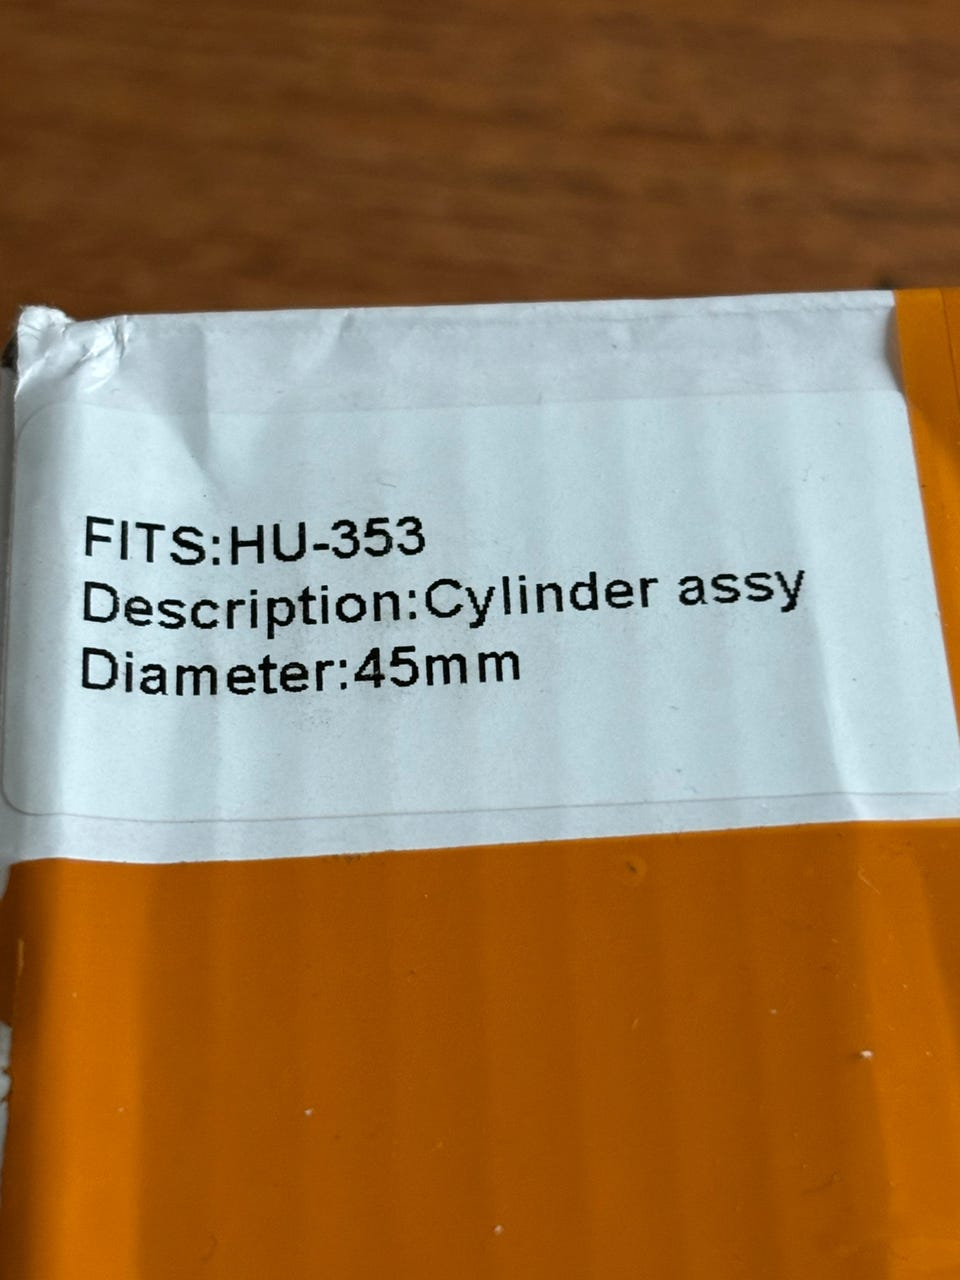 FITS:HU-353
Description:Cylinder assy
Diameter:45mm